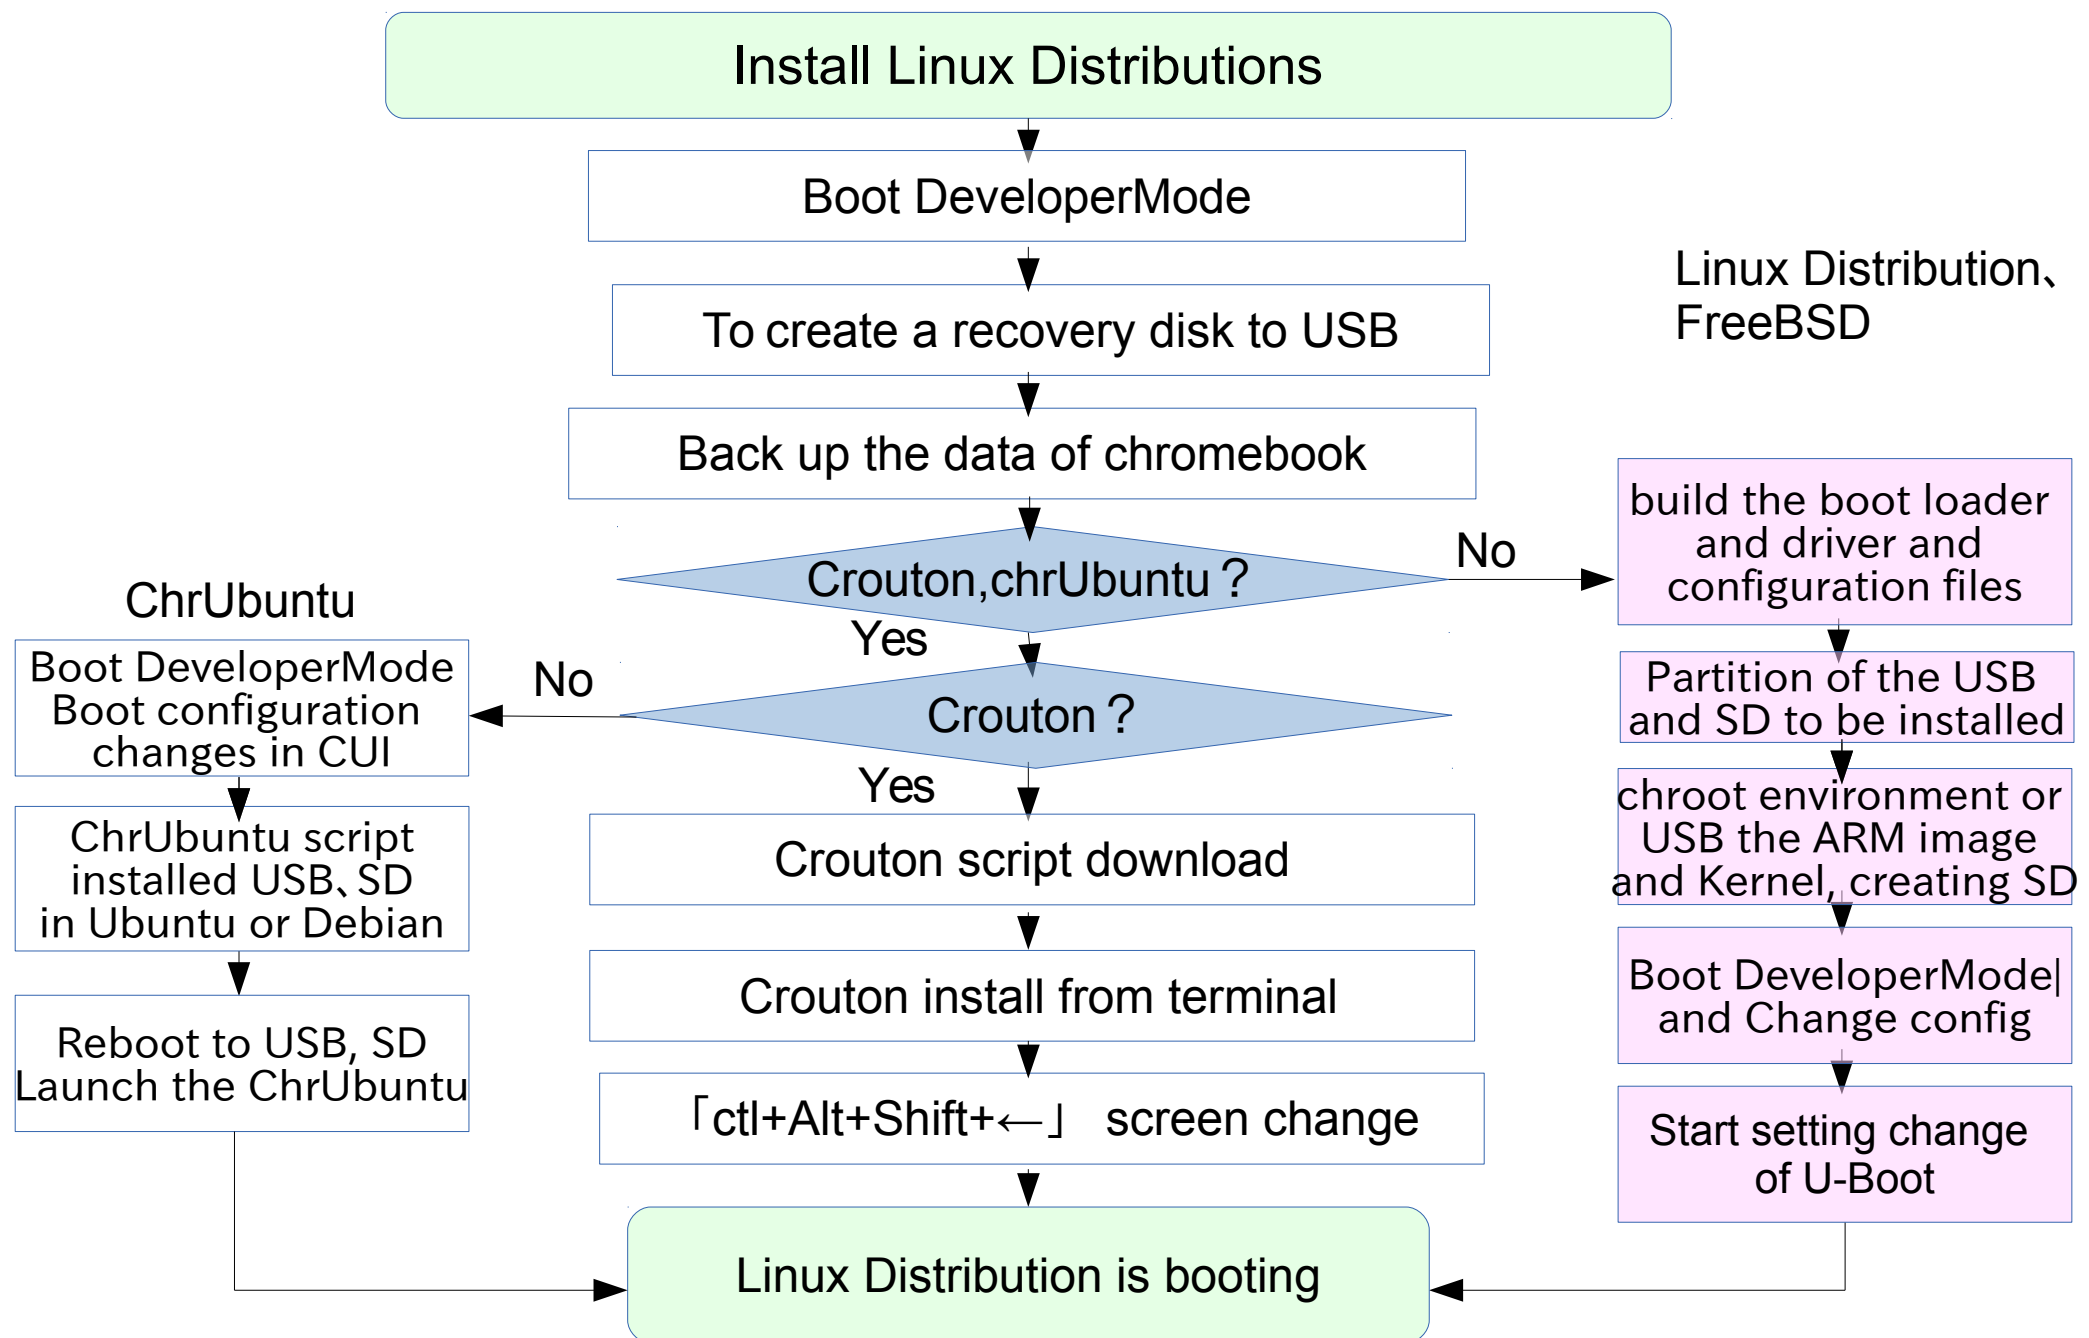 Install Linux Distributions
Boot DeveloperMode
To create a recovery disk to USB
Back up the data of chromebook
Crouton,chrUbuntu？
No
Yes
Crouton？
No
Yes
Crouton script download
Crouton install from terminal
「ctl+Alt+Shift+←」 screen change
Linux Distribution is booting
ChrUbuntu
Boot DeveloperMode
Boot configuration
changes in CUI
ChrUbuntu script
installed USB、SD
in Ubuntu or Debian
Reboot to USB, SD
Launch the ChrUbuntu
Linux Distribution、
FreeBSD
build the boot loader
and driver and
configuration files
Partition of the USB
and SD to be installed
chroot environment or
USB the ARM image
and Kernel, creating SD
Boot DeveloperMode|
and Change config
Start setting change
of U-Boot